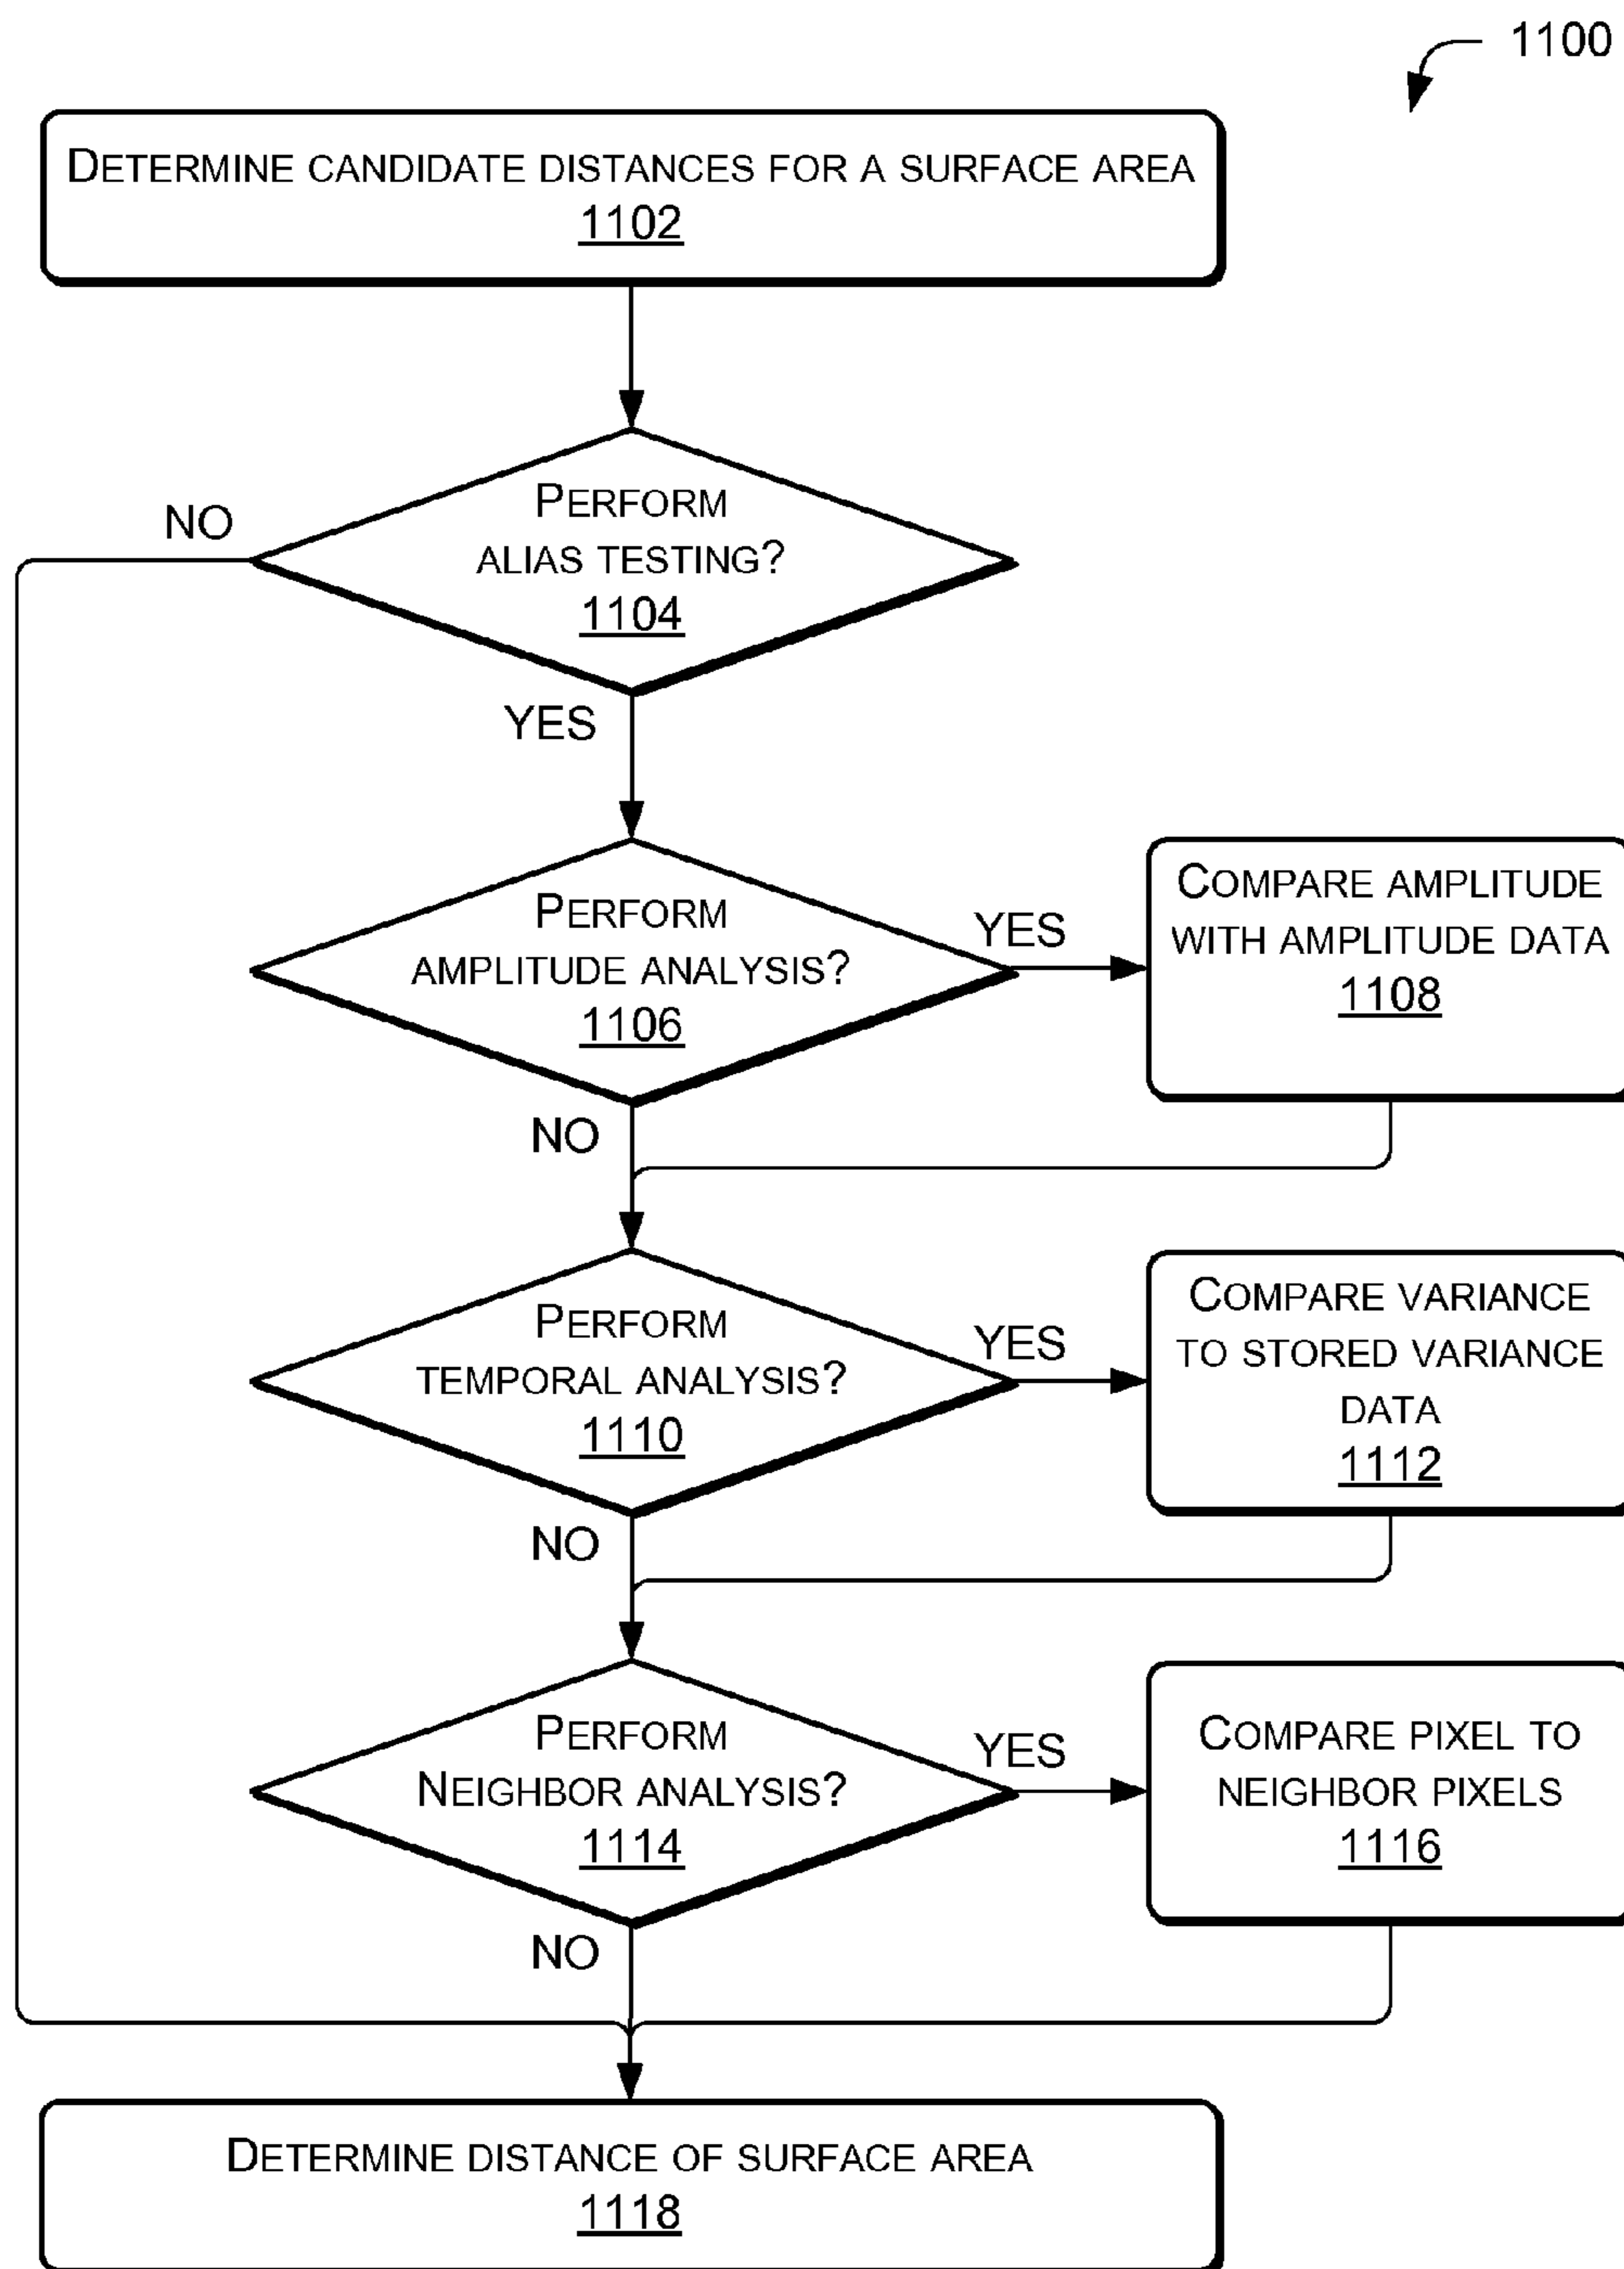 1100
DETERMINE CANDIDATE DISTANCES FOR A SURFACE AREA
1102
PERFORM
ALIAS TESTING?
1104
NO
YES
PERFORM
AMPLITUDE ANALYSIS?
1106
YES
COMPARE AMPLITUDE
WITH AMPLITUDE DATA
1108
NO
PERFORM
TEMPORAL ANALYSIS?
1110
YES
COMPARE VARIANCE
TO STORED VARIANCE
DATA
1112
NO
PERFORM
NEIGHBOR ANALYSIS?
1114
YES
COMPARE PIXEL TO
NEIGHBOR PIXELS
1116
NO
DETERMINE DISTANCE OF SURFACE AREA
1118